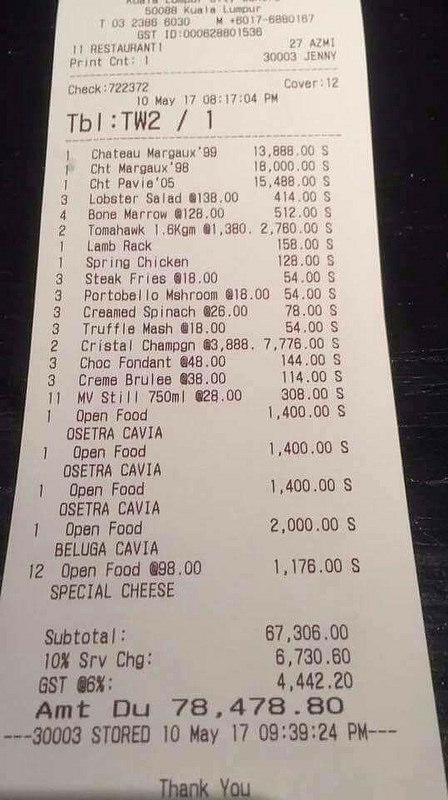 50088 Kuala Lumpur
T 03 2386 6030 M +6017-6880167
GST ID:000628801536
11 RESTAURANT1 27 AZMI
Print Cnt: 1 30003 JENNY
Check:722372 Cover:12
10 May 17 08:17:04 PM
Tbl:TW2 / 1
1 Chateau Margaux'99 13,888.00 S
1 Cht Margaux'98 18,000.00 S
1 Cht Pavie'05 15,488.00 S
3 Lobster Salad @138.00 414.00 S
4 Bone Marrow @128.00 512.00 S
2 Tomahawk 1.6Kgm @1,380. 2,760.00 S
1 Lamb Rack 158.00 S
1 Spring Chicken 128.00 S
3 Steak Fries @18.00 54.00 S
3 Portobello Mshroom @18.00 54.00 S
3 Creamed Spinach @26.00 78.00 S
3 Truffle Mash @18.00 54.00 S
2 Cristal Champgn @3,888. 7,776.00 S
3 Choc Fondant @48.00 144.00 S
3 Creme Brulee @38.00 114.00 S
11 MV Still 750ml @28.00 308.00 S
1 Open Food 1,400.00 S
OSETRA CAVIA
1 Open Food 1,400.00 S
OSETRA CAVIA
1 Open Food 1,400.00 S
OSETRA CAVIA
1 Open Food 2,000.00 S
BELUGA CAVIA
12 Open Food @98.00 1,176.00 S
SPECIAL CHEESE
Subtotal: 67,306.00
10% Srv Chg: 6,730.60
GST @6%: 4,442.20
Amt Du 78,478.80
---30003 STORED 10 May 17 09:39:24 PM---
Thank You